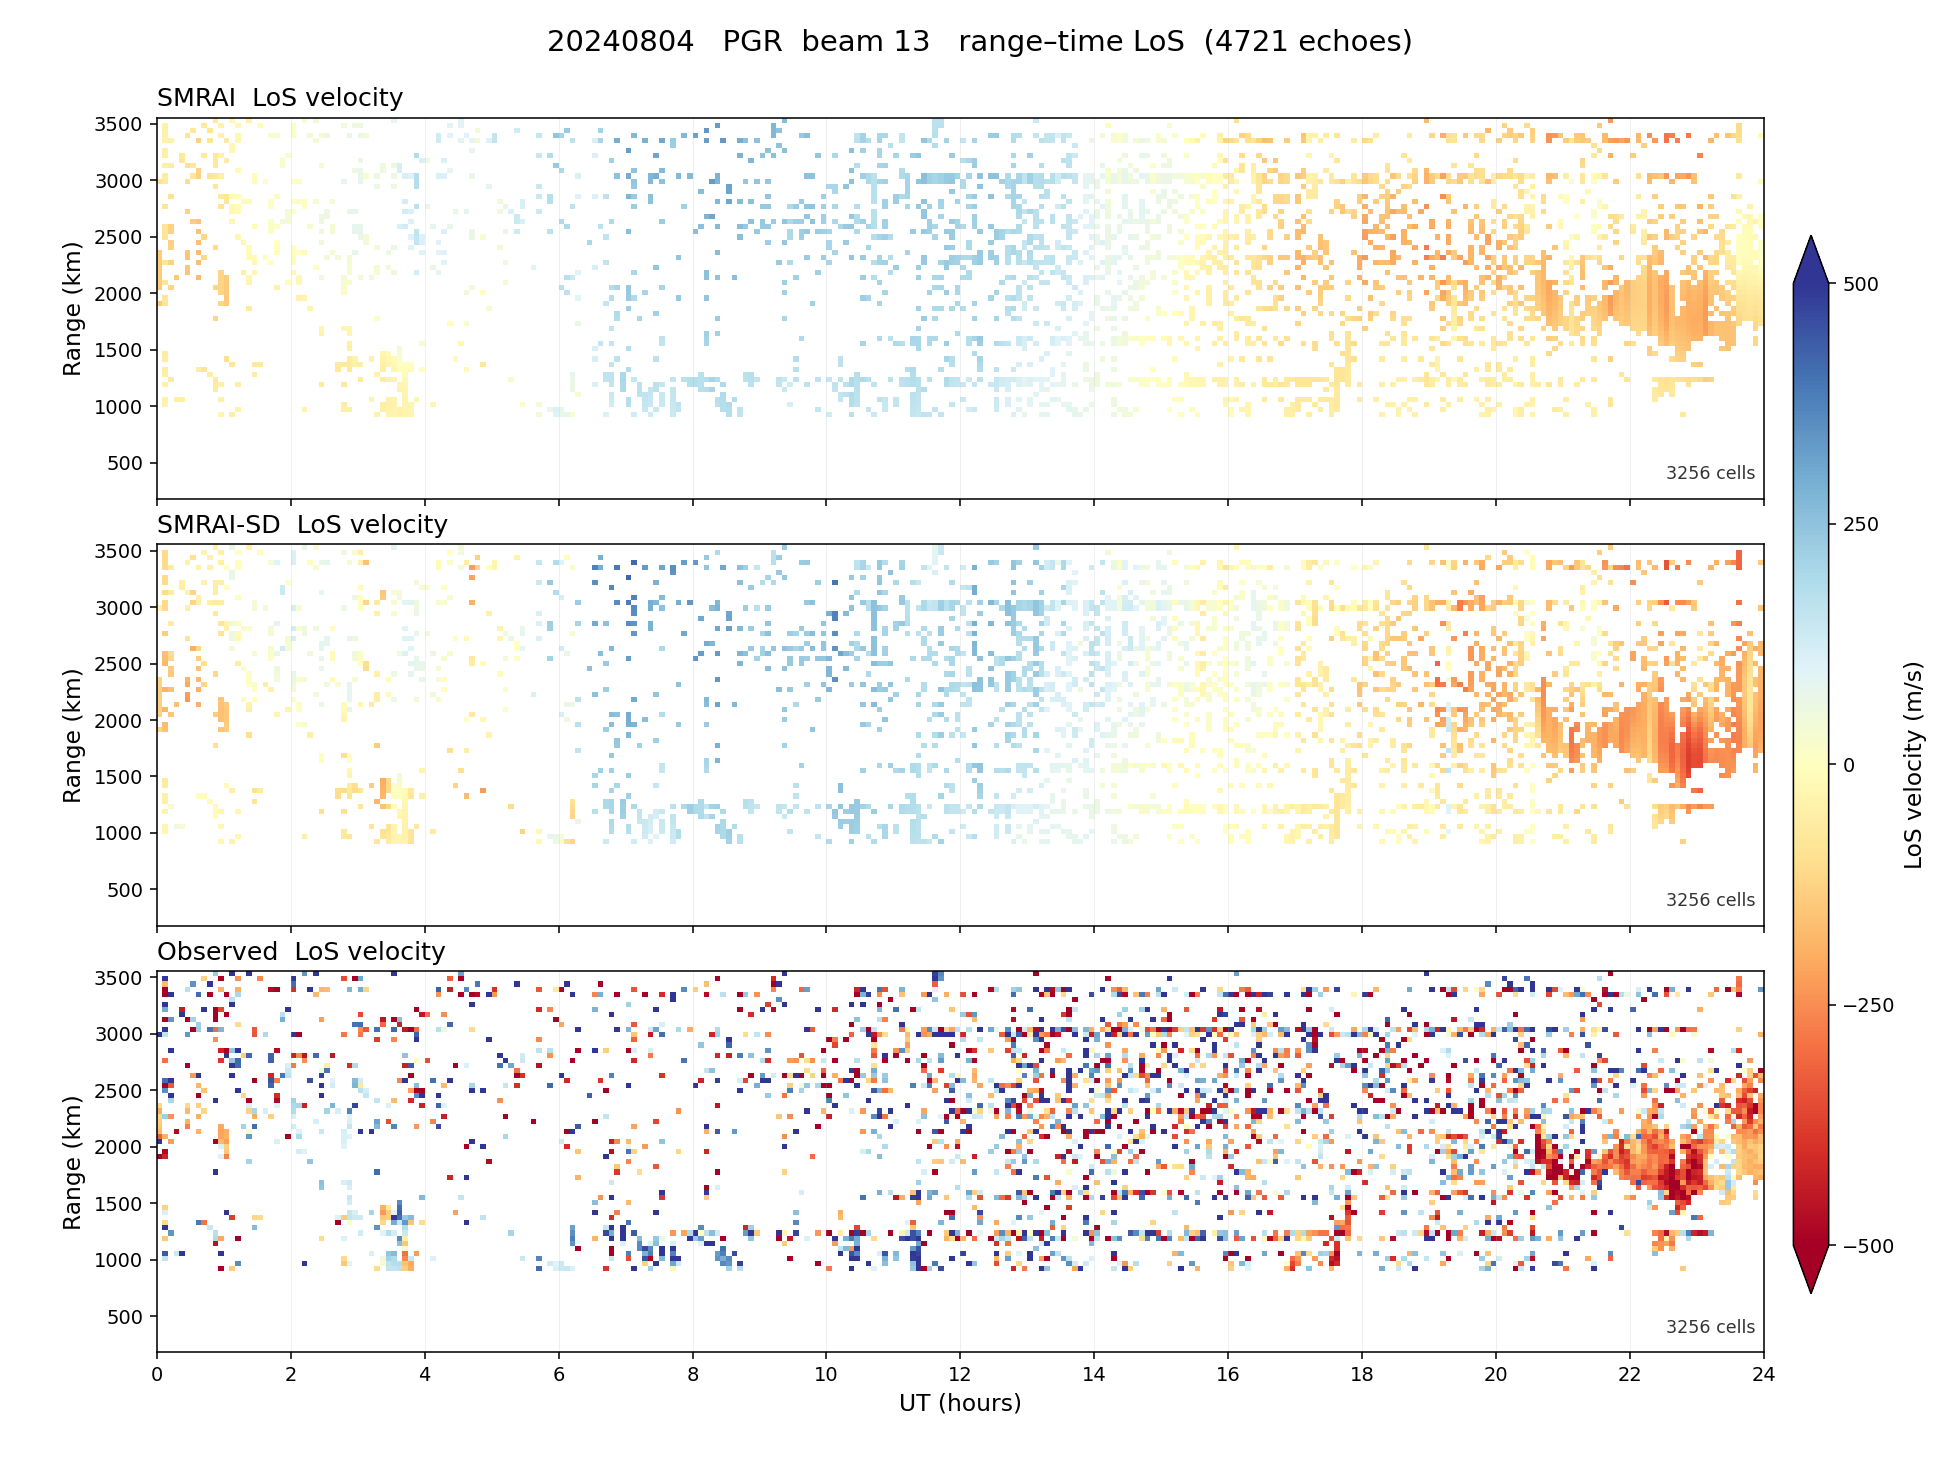 20240804   PGR  beam 13   range–time LoS  (4721 echoes)
SMRAI  LoS velocity
3500
3000
2500
2000
1500
1000
500
Range (km)
3256 cells
SMRAI-SD  LoS velocity
3500
3000
2500
2000
1500
1000
500
Range (km)
3256 cells
Observed  LoS velocity
3500
3000
2500
2000
1500
1000
500
Range (km)
3256 cells
0 2 4 6 8 10 12 14 16 18 20 22 24
UT (hours)
500
250
0
−250
−500
LoS velocity (m/s)